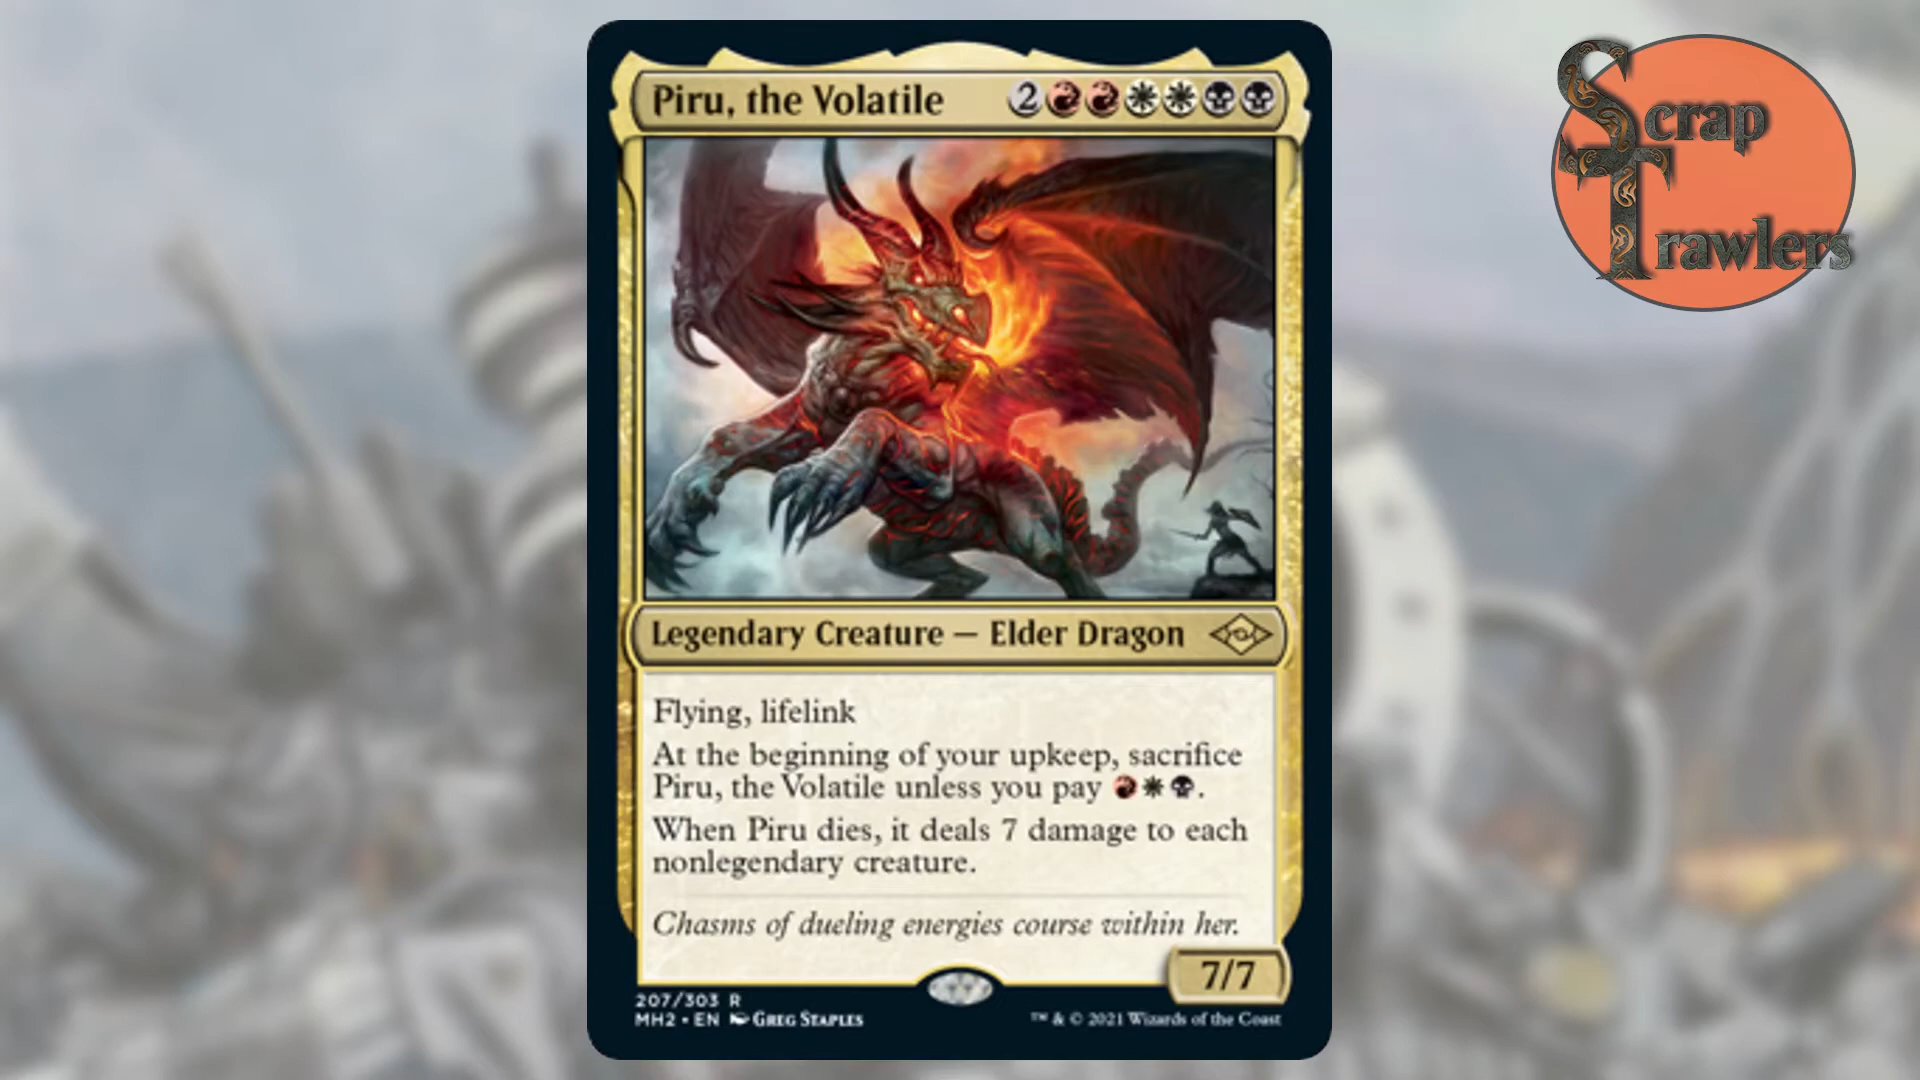 Piru, the Volatile 2
Scrap
Trawlers
Legendary Creature — Elder Dragon
Flying, lifelink
At the beginning of your upkeep, sacrifice
Piru, the Volatile unless you pay .
When Piru dies, it deals 7 damage to each
nonlegendary creature.
Chasms of dueling energies course within her.
7/7
207/303 R
MH2 • EN Greg Staples
™ & © 2021 Wizards of the Coast